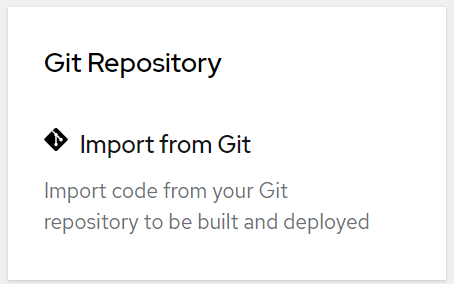 Git Repository
Import from Git
Import code from your Git
repository to be built and deployed